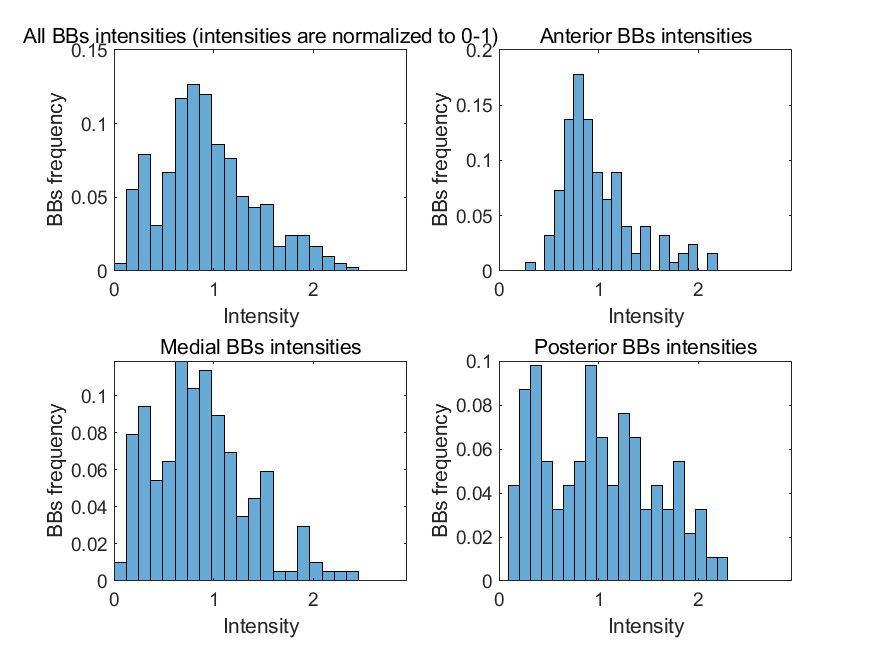 All BBs intensities (intensities are normalized to 0-1)
0.15
0.1
0.05
0
BBs frequency
0 1 2
Intensity
Anterior BBs intensities
0.2
0.15
0.1
0.05
0
BBs frequency
0 1 2
Intensity
Medial BBs intensities
0.1
0.08
0.06
0.04
0.02
0
BBs frequency
0 1 2
Intensity
Posterior BBs intensities
0.1
0.08
0.06
0.04
0.02
0
BBs frequency
0 1 2
Intensity